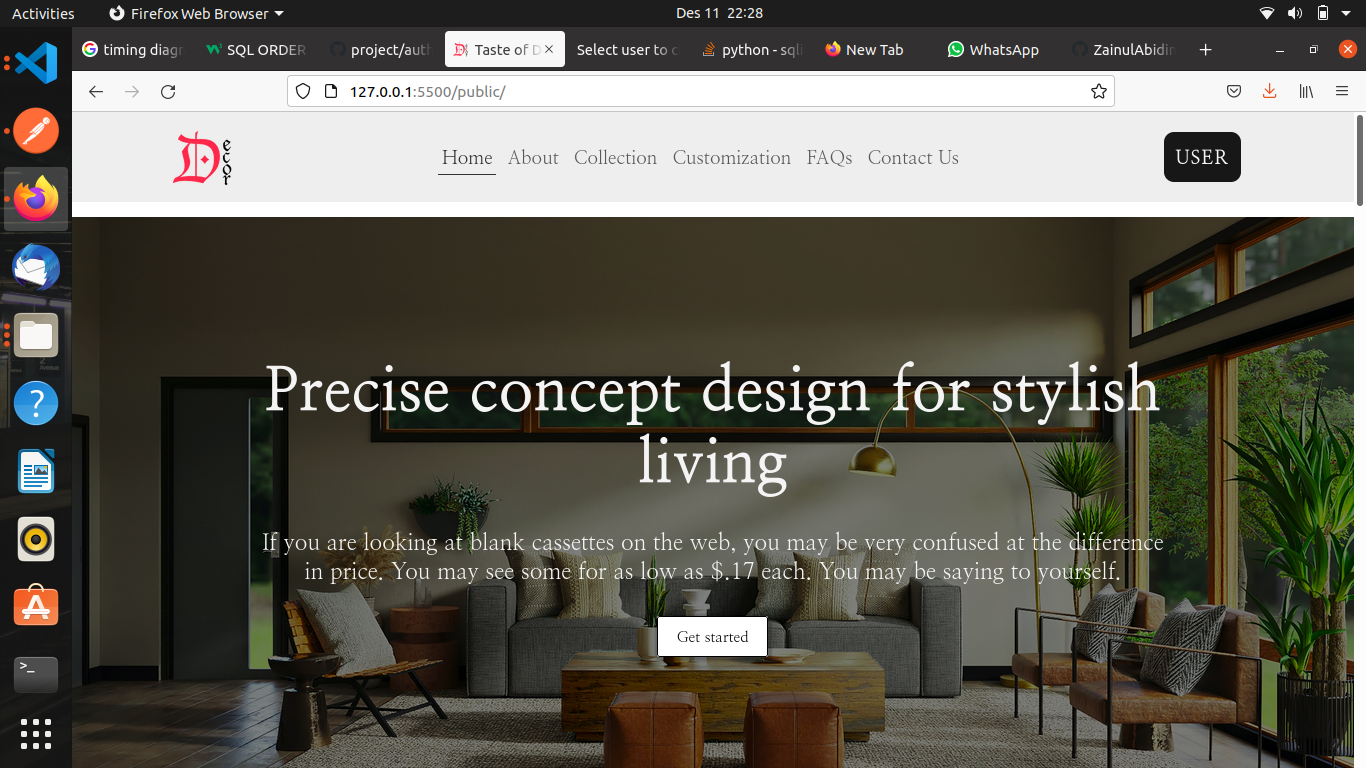 Activities
Firefox Web Browser
Des 11 22:28
timing diagr
SQL ORDER
project/auth
Taste of D
Select user to c
python - sqli
New Tab
WhatsApp
ZainulAbidin
127.0.0.1:5500/public/
Decor
Home
About
Collection
Customization
FAQs
Contact Us
USER
Precise concept design for stylish
living
If you are looking at blank cassettes on the web, you may be very confused at the difference
in price. You may see some for as low as $.17 each. You may be saying to yourself.
Get started